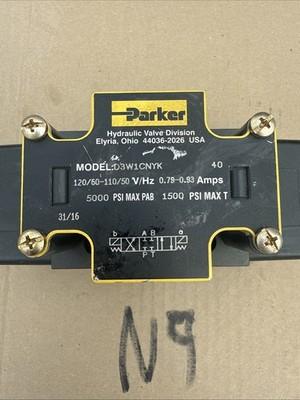 Parker
Hydraulic Valve Division
Elyria, Ohio 44036-2026 USA
MODEL: D3W1CNYK 40
120/60-110/50 V/Hz 0.79-0.93 Amps
5000 PSI MAX PAB 1500 PSI MAX T
31/16
b A B a
P T
N9